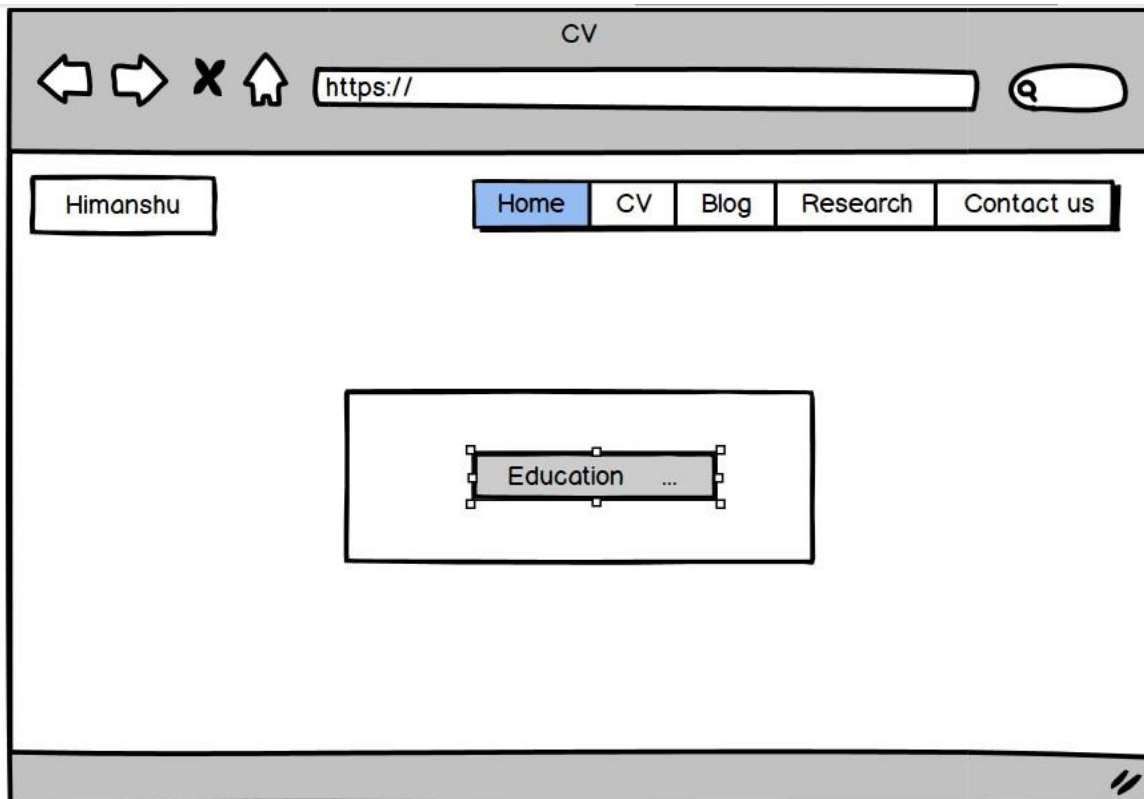 CV
https://
Himanshu
Home CV Blog Research Contact us
Education ...